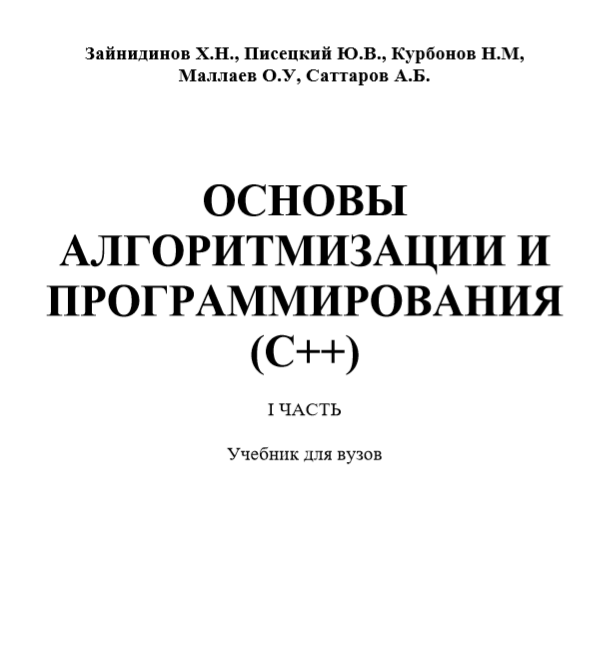 Зайнидинов Х.Н., Писецкий Ю.В., Курбонов Н.М,
Маллаев О.У, Саттаров А.Б.
ОСНОВЫ
АЛГОРИТМИЗАЦИИ И
ПРОГРАММИРОВАНИЯ
(C++)
I ЧАСТЬ
Учебник для вузов